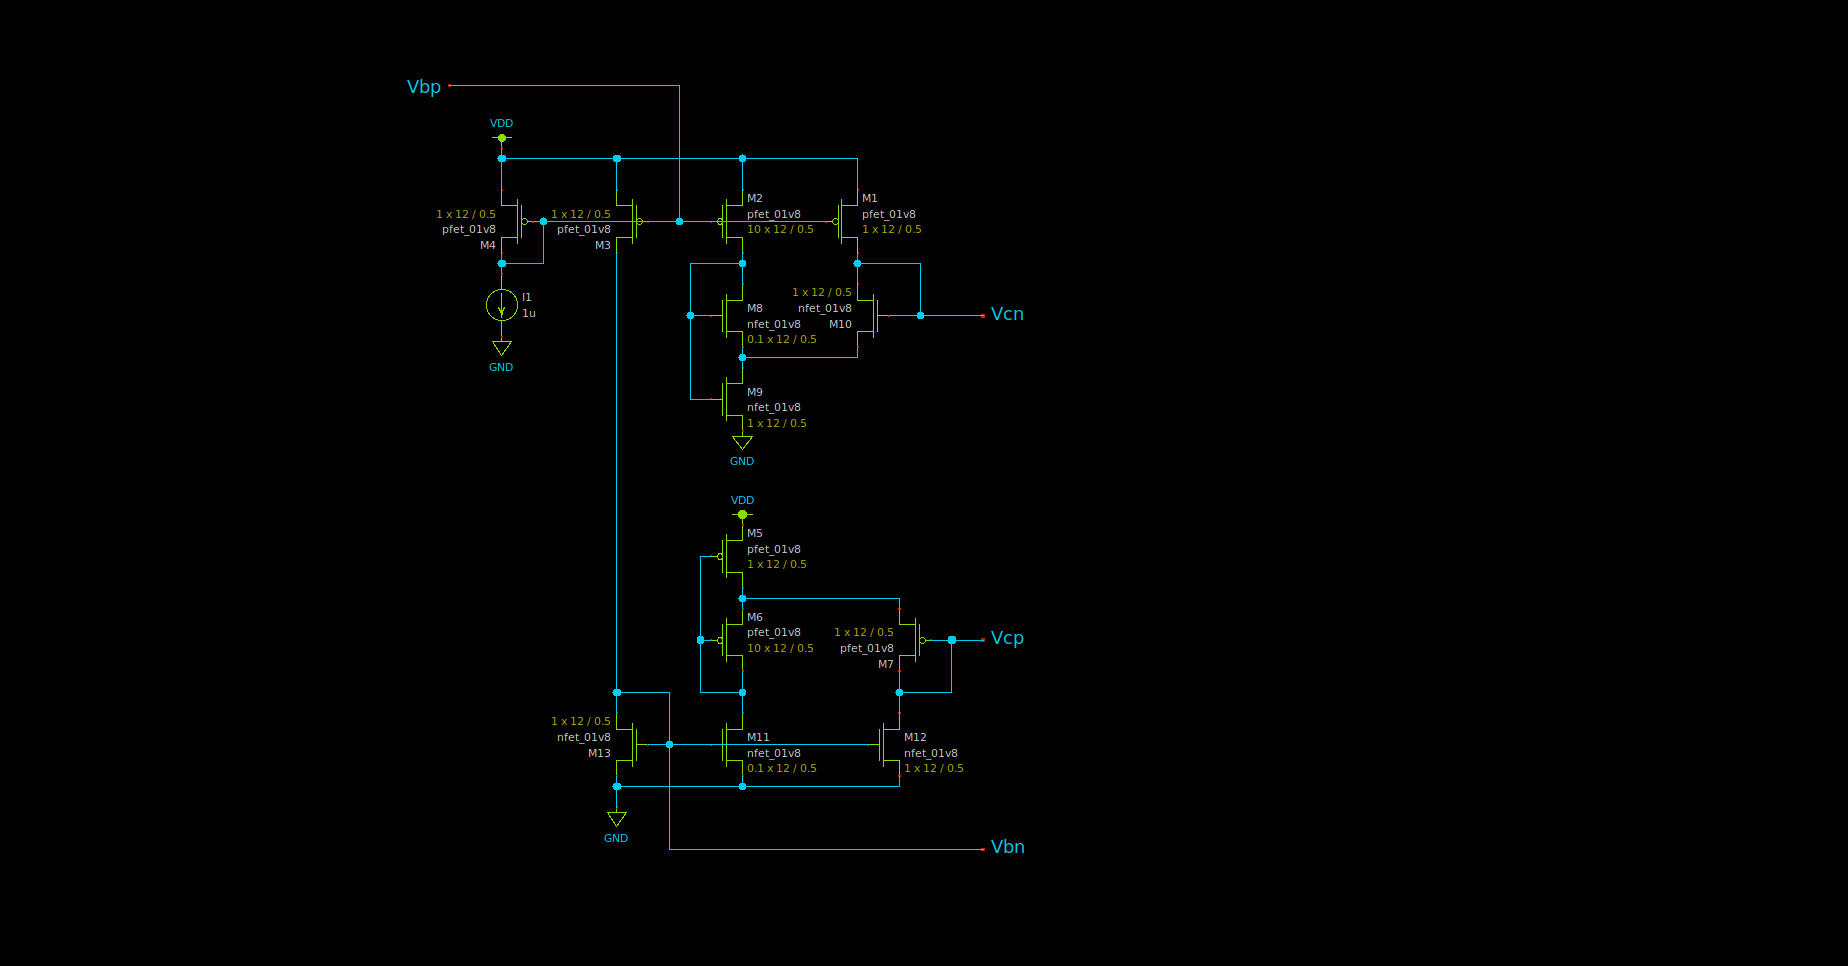 Vbp
VDD
1 x 12 / 0.5
pfet_01v8
M4
1 x 12 / 0.5
pfet_01v8
M3
M2
pfet_01v8
10 x 12 / 0.5
M1
pfet_01v8
1 x 12 / 0.5
I1
1u
GND
M8
nfet_01v8
0.1 x 12 / 0.5
1 x 12 / 0.5
nfet_01v8
M10
Vcn
M9
nfet_01v8
1 x 12 / 0.5
GND
VDD
M5
pfet_01v8
1 x 12 / 0.5
M6
pfet_01v8
10 x 12 / 0.5
1 x 12 / 0.5
pfet_01v8
M7
Vcp
1 x 12 / 0.5
nfet_01v8
M13
M11
nfet_01v8
0.1 x 12 / 0.5
M12
nfet_01v8
1 x 12 / 0.5
GND
Vbn